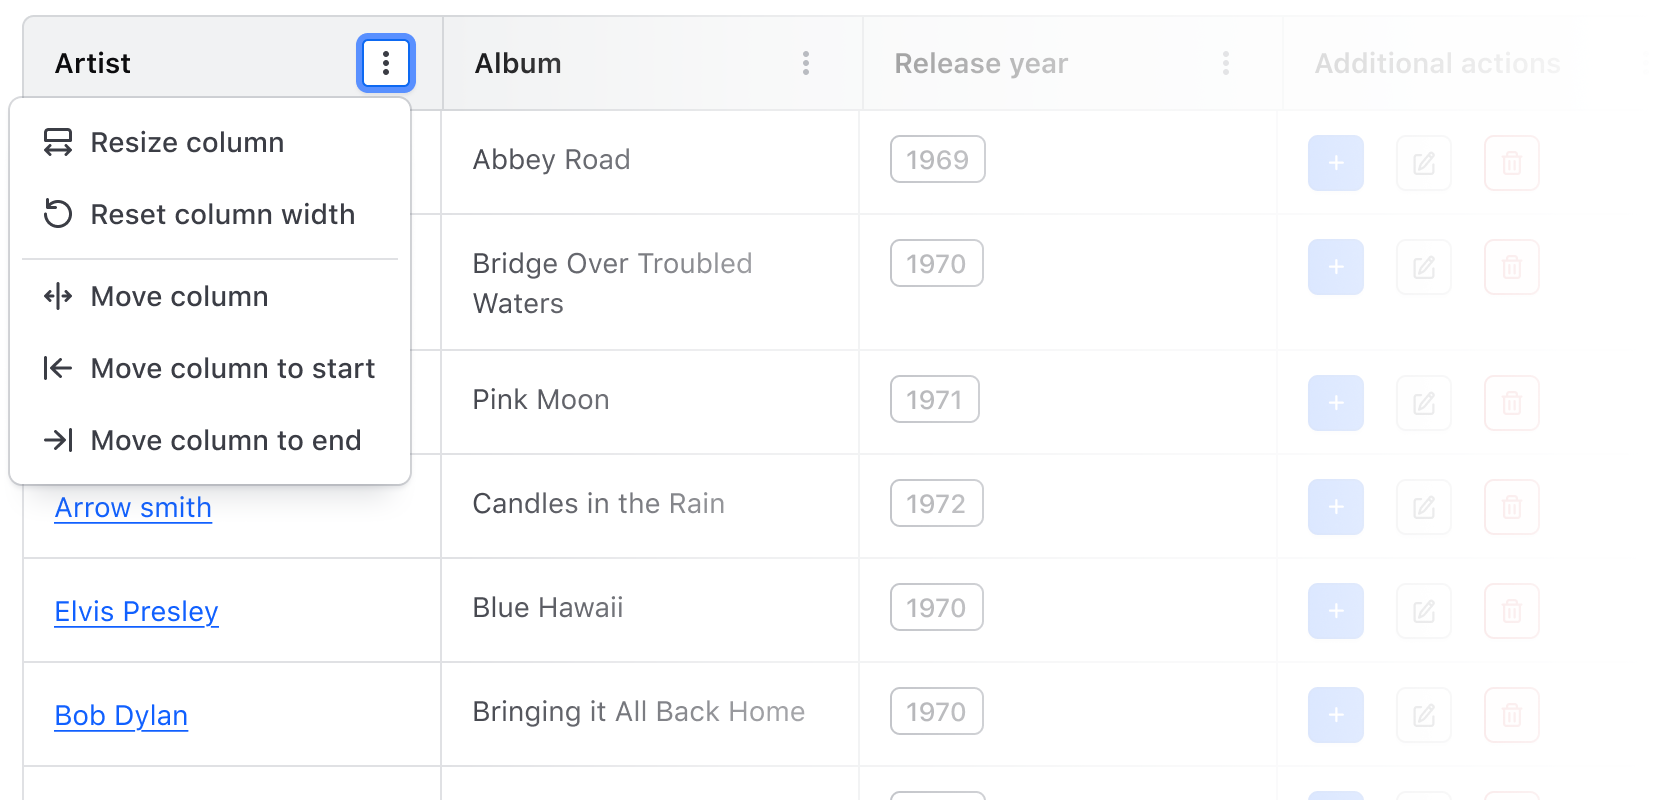 Artist
Album
Release year
Additional actions
Resize column
Reset column width
Move column
Move column to start
Move column to end
Abbey Road
1969
Bridge Over Troubled
Waters
1970
Pink Moon
1971
Arrow smith
Candles in the Rain
1972
Elvis Presley
Blue Hawaii
1970
Bob Dylan
Bringing it All Back Home
1970